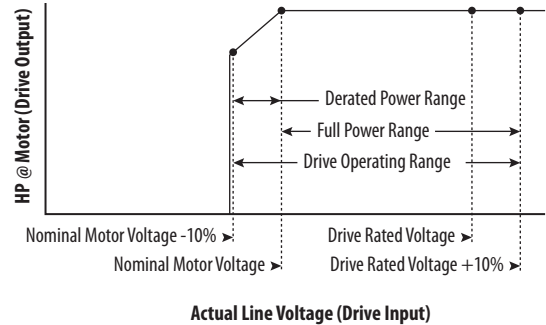 HP @ Motor (Drive Output)
Derated Power Range
Full Power Range
Drive Operating Range
Nominal Motor Voltage -10%
Drive Rated Voltage
Nominal Motor Voltage
Drive Rated Voltage +10%
Actual Line Voltage (Drive Input)